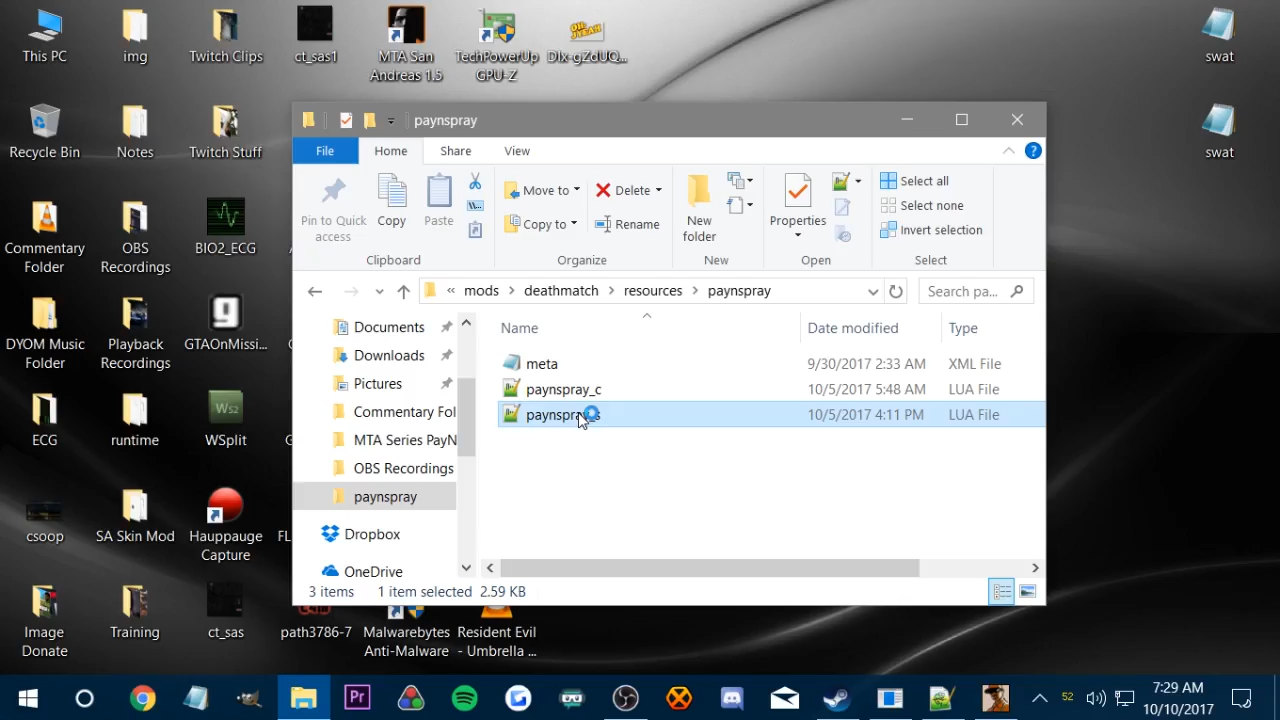 This PC
img
Twitch Clips
ct_sas1
MTA San
Andreas 1.5
TechPowerUp
GPU-Z
Dlx-gZdUQ...
swat
Recycle Bin
Notes
Twitch Stuff
swat
Commentary
Folder
OBS
Recordings
BIO2_ECG
DYOM Music
Folder
Playback
Recordings
GTAOnMissi...
ECG
runtime
WSplit
csoop
SA Skin Mod
Hauppauge
Capture
Image
Donate
Training
ct_sas
path3786-7
Malwarebytes
Anti-Malware
Resident Evil
- Umbrella ...
paynspray
File
Home
Share
View
Pin to Quick
access
Copy
Paste
Clipboard
Move to
Copy to
Delete
Rename
Organize
New
folder
New
Properties
Open
Select all
Select none
Invert selection
Select
« mods > deathmatch > resources > paynspray
Search pa...
Documents
Downloads
Pictures
Commentary Fol
MTA Series PayN
OBS Recordings
paynspray
Dropbox
OneDrive
Name
Date modified
Type
meta
9/30/2017 2:33 AM
XML File
paynspray_c
10/5/2017 5:48 AM
LUA File
10/5/2017 4:11 PM
LUA File
3 items
1 item selected
2.59 KB
52
7:29 AM
10/10/2017